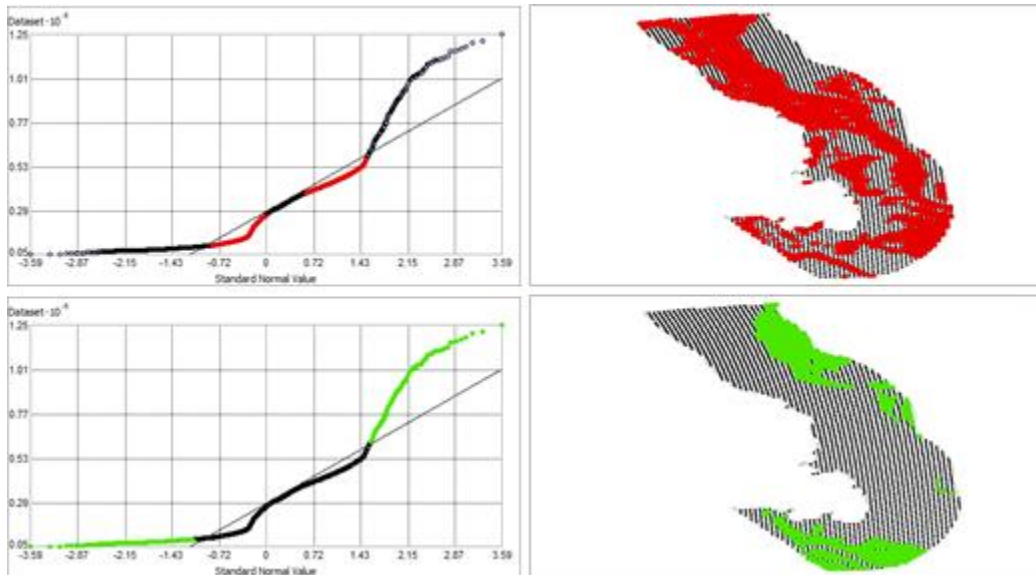 Dataset · 10
1.25
1.01
0.77
0.53
0.29
0.05
-3.59 -2.87 -2.15 -1.43 -0.72 0 0.72 1.43 2.15 2.87 3.59
Standard Normal Value
Dataset · 10
1.25
1.01
0.77
0.53
0.29
0.05
-3.59 -2.87 -2.15 -1.43 -0.72 0 0.72 1.43 2.15 2.87 3.59
Standard Normal Value